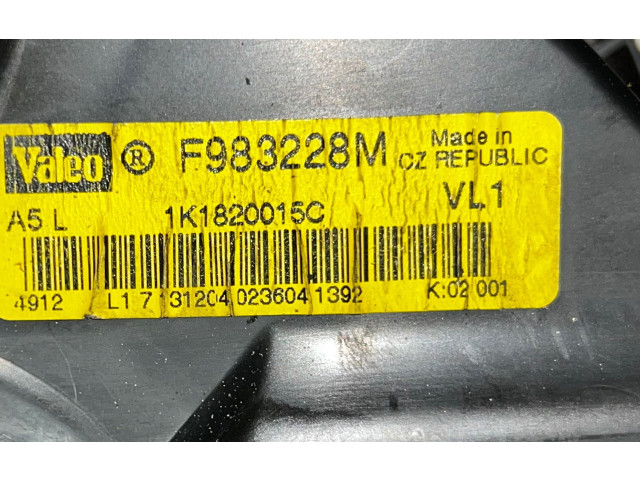 Valeo ® F983228M Made in
CZ REPUBLIC
A5 L 1K1820015C VL1
4912 L1 7 31204 023604 1392 K:02 001